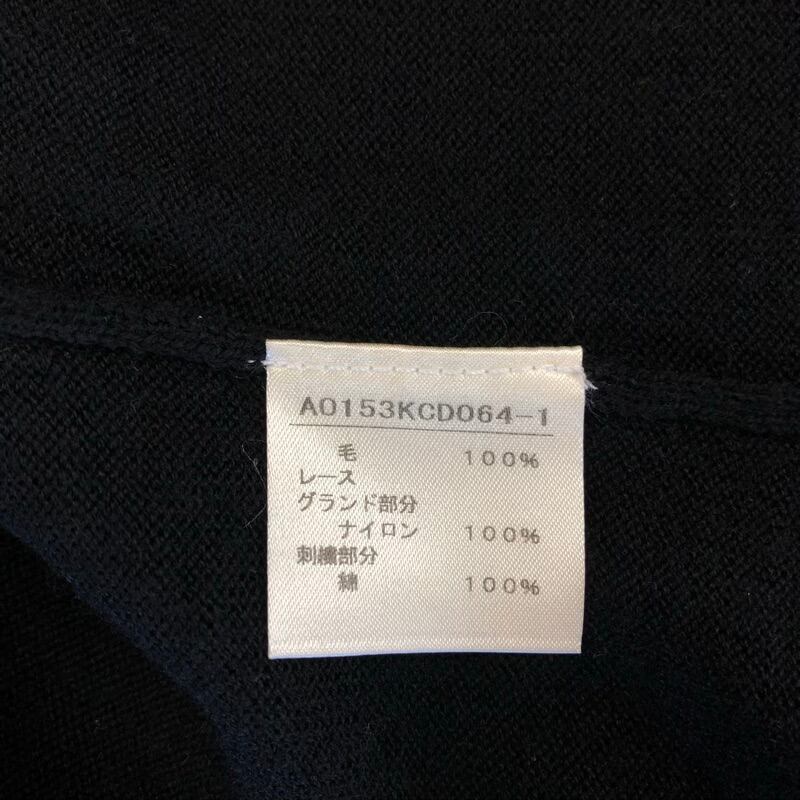 A0153KCD064-1
毛 100%
レース
グランド部分
ナイロン 100%
刺繍部分
綿 100%